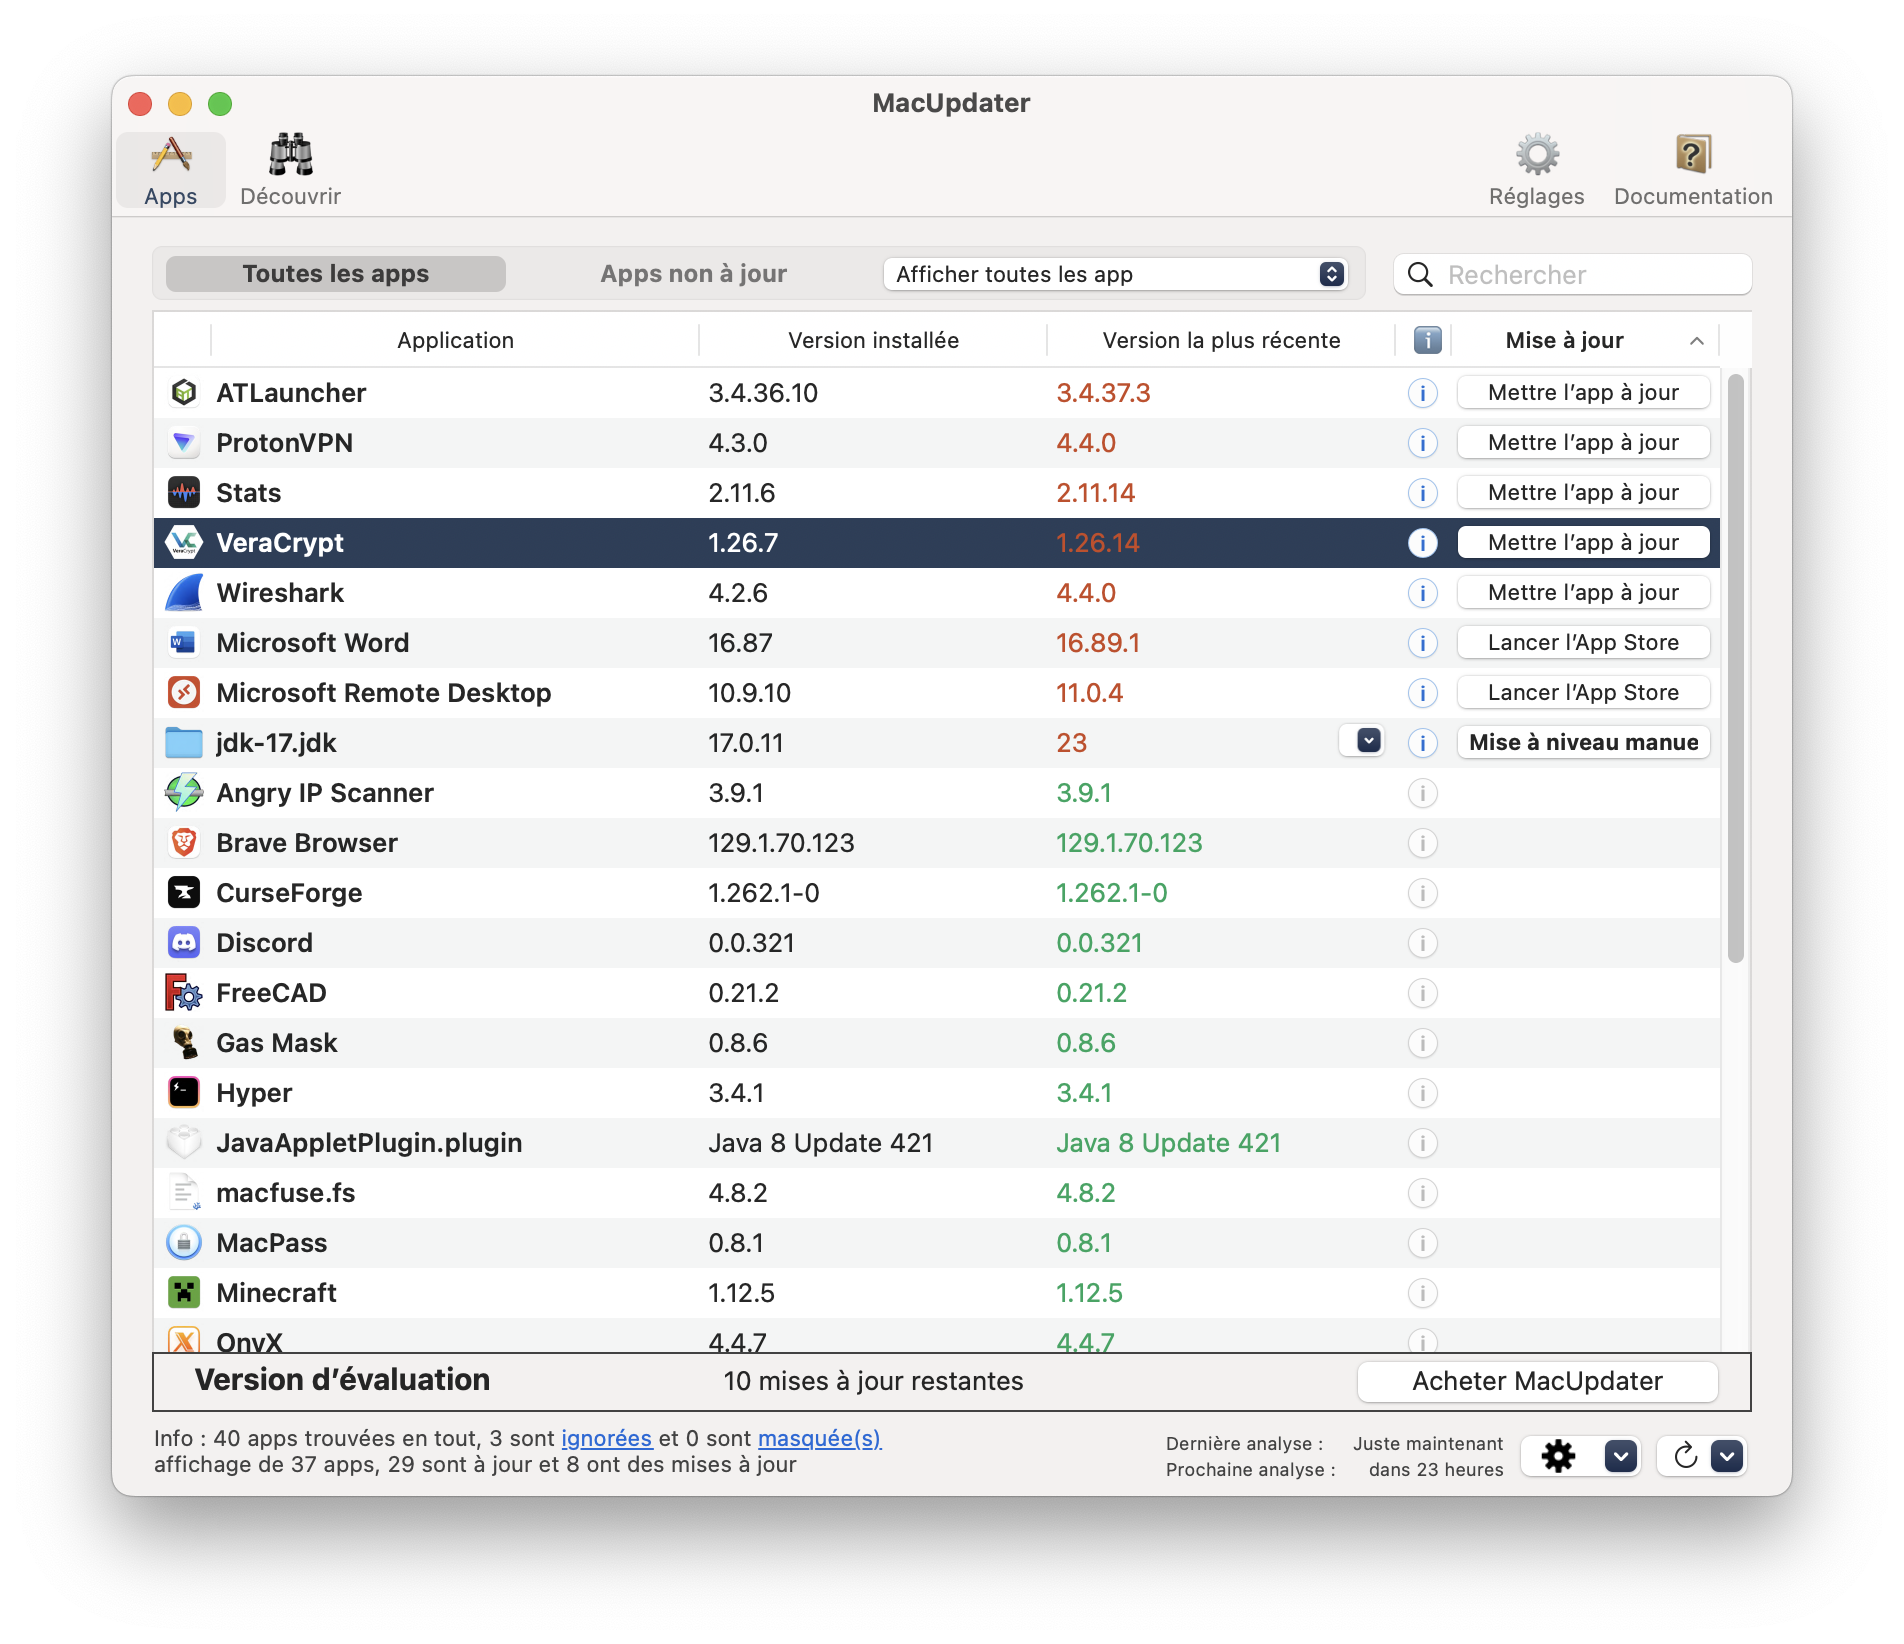 MacUpdater
Apps
Découvrir
Réglages
Documentation
Toutes les apps
Apps non à jour
Afficher toutes les app
Rechercher
Application Version installée Version la plus récente Mise à jour
ATLauncher 3.4.36.10 3.4.37.3 Mettre l’app à jour
ProtonVPN 4.3.0 4.4.0 Mettre l’app à jour
Stats 2.11.6 2.11.14 Mettre l’app à jour
VeraCrypt 1.26.7 1.26.14 Mettre l’app à jour
Wireshark 4.2.6 4.4.0 Mettre l’app à jour
Microsoft Word 16.87 16.89.1 Lancer l’App Store
Microsoft Remote Desktop 10.9.10 11.0.4 Lancer l’App Store
jdk-17.jdk 17.0.11 23 Mise à niveau manue
Angry IP Scanner 3.9.1 3.9.1
Brave Browser 129.1.70.123 129.1.70.123
CurseForge 1.262.1-0 1.262.1-0
Discord 0.0.321 0.0.321
FreeCAD 0.21.2 0.21.2
Gas Mask 0.8.6 0.8.6
Hyper 3.4.1 3.4.1
JavaAppletPlugin.plugin Java 8 Update 421 Java 8 Update 421
macfuse.fs 4.8.2 4.8.2
MacPass 0.8.1 0.8.1
Minecraft 1.12.5 1.12.5
OnyX 4.4.7 4.4.7
Version d’évaluation 10 mises à jour restantes Acheter MacUpdater
Info : 40 apps trouvées en tout, 3 sont ignorées et 0 sont masquée(s)
affichage de 37 apps, 29 sont à jour et 8 ont des mises à jour
Dernière analyse : Juste maintenant
Prochaine analyse : dans 23 heures